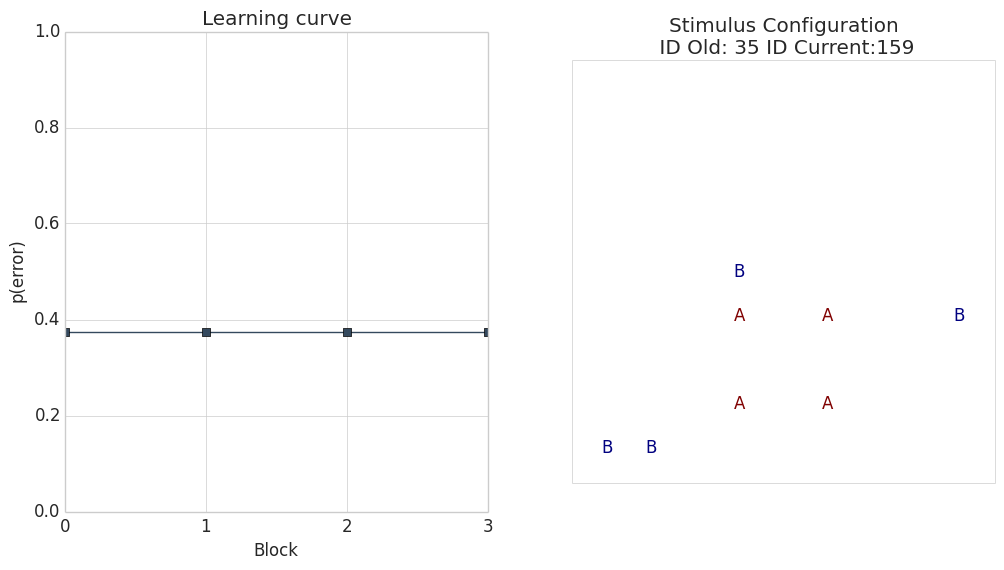 Learning curve
1.0
0.8
0.6
0.4
0.2
0.0
p(error)
0 1 2 3
Block
Stimulus Configuration
ID Old: 35 ID Current:159
B
A A B
A A
B B